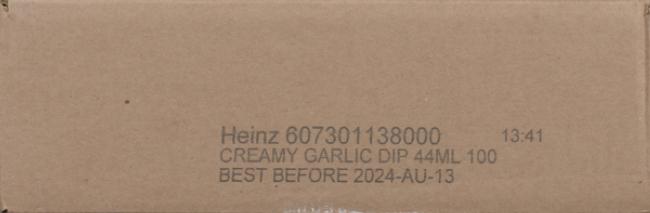 Heinz 607301138000 13:41
CREAMY GARLIC DIP 44ML 100
BEST BEFORE 2024-AU-13